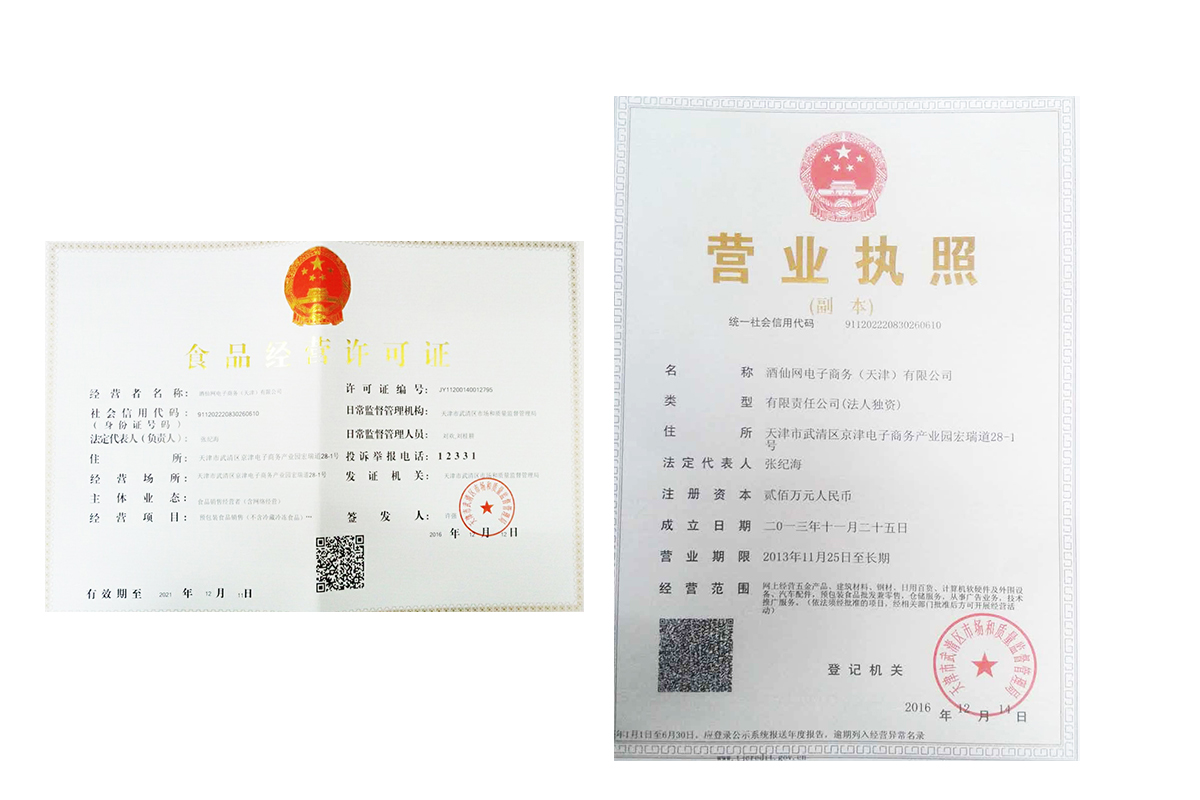 食品经营许可证
经营者名称： 酒仙网电子商务（天津）有限公司
社会信用代码： 911202220830260610
（身份证号码）
法定代表人（负责人）： 张纪海
住 所： 天津市武清区京津电子商务产业园宏瑞道28-1号
经营场所： 天津市武清区京津电子商务产业园宏瑞道28-1号
主体业态： 食品销售经营者（含网络经营）
经营项目： 预包装食品销售（不含冷藏冷冻食品）***
许可证编号： JY11200140012795
日常监督管理机构： 天津市武清区市场和质量监督管理局
日常监督管理人员：
投诉举报电话：12331
发证机关： 天津市武清区市场和质量监督管理局
签发人：
天津市武清区市场和质量监督管理局
2016 年 12 月 12 日
有效期至 2021 年 12 月 11 日
营业执照
（副 本）
统一社会信用代码 911202220830260610
名称 酒仙网电子商务（天津）有限公司
类型 有限责任公司(法人独资)
住所 天津市武清区京津电子商务产业园宏瑞道28-1
号
法定代表人 张纪海
注册资本 贰佰万元人民币
成立日期 二〇一三年十一月二十五日
营业期限 2013年11月25日至长期
经营范围 网上经营五金产品、建筑材料、钢材、日用百货、计算机软硬件及外围设
备、汽车配件，预包装食品批发兼零售，仓储服务、从事广告业务，技术
推广服务。（依法须经批准的项目，经相关部门批准后方可开展经营活
动）
登记机关
天津市武清区市场和质量监督管理局
2016 年 12 月 14 日
年1月1日至6月30日，应登录公示系统报送年度报告，逾期列入经营异常名录
www.tjcredit.gov.cn